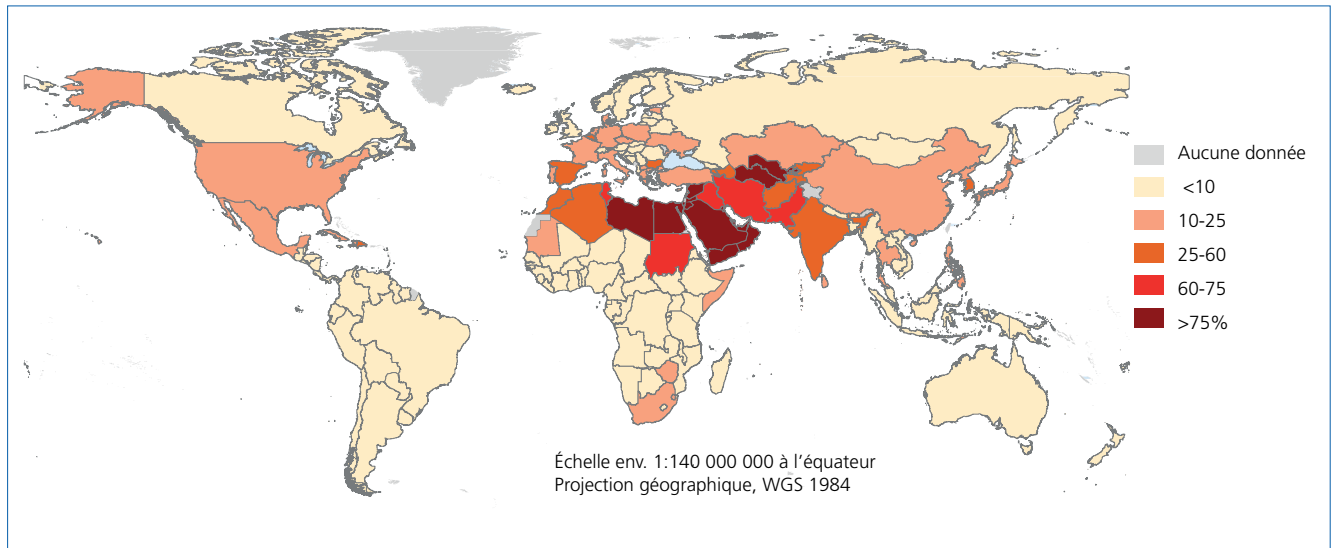 Aucune donnée
<10
10-25
25-60
60-75
>75%
Échelle env. 1:140 000 000 à l'équateur
Projection géographique, WGS 1984